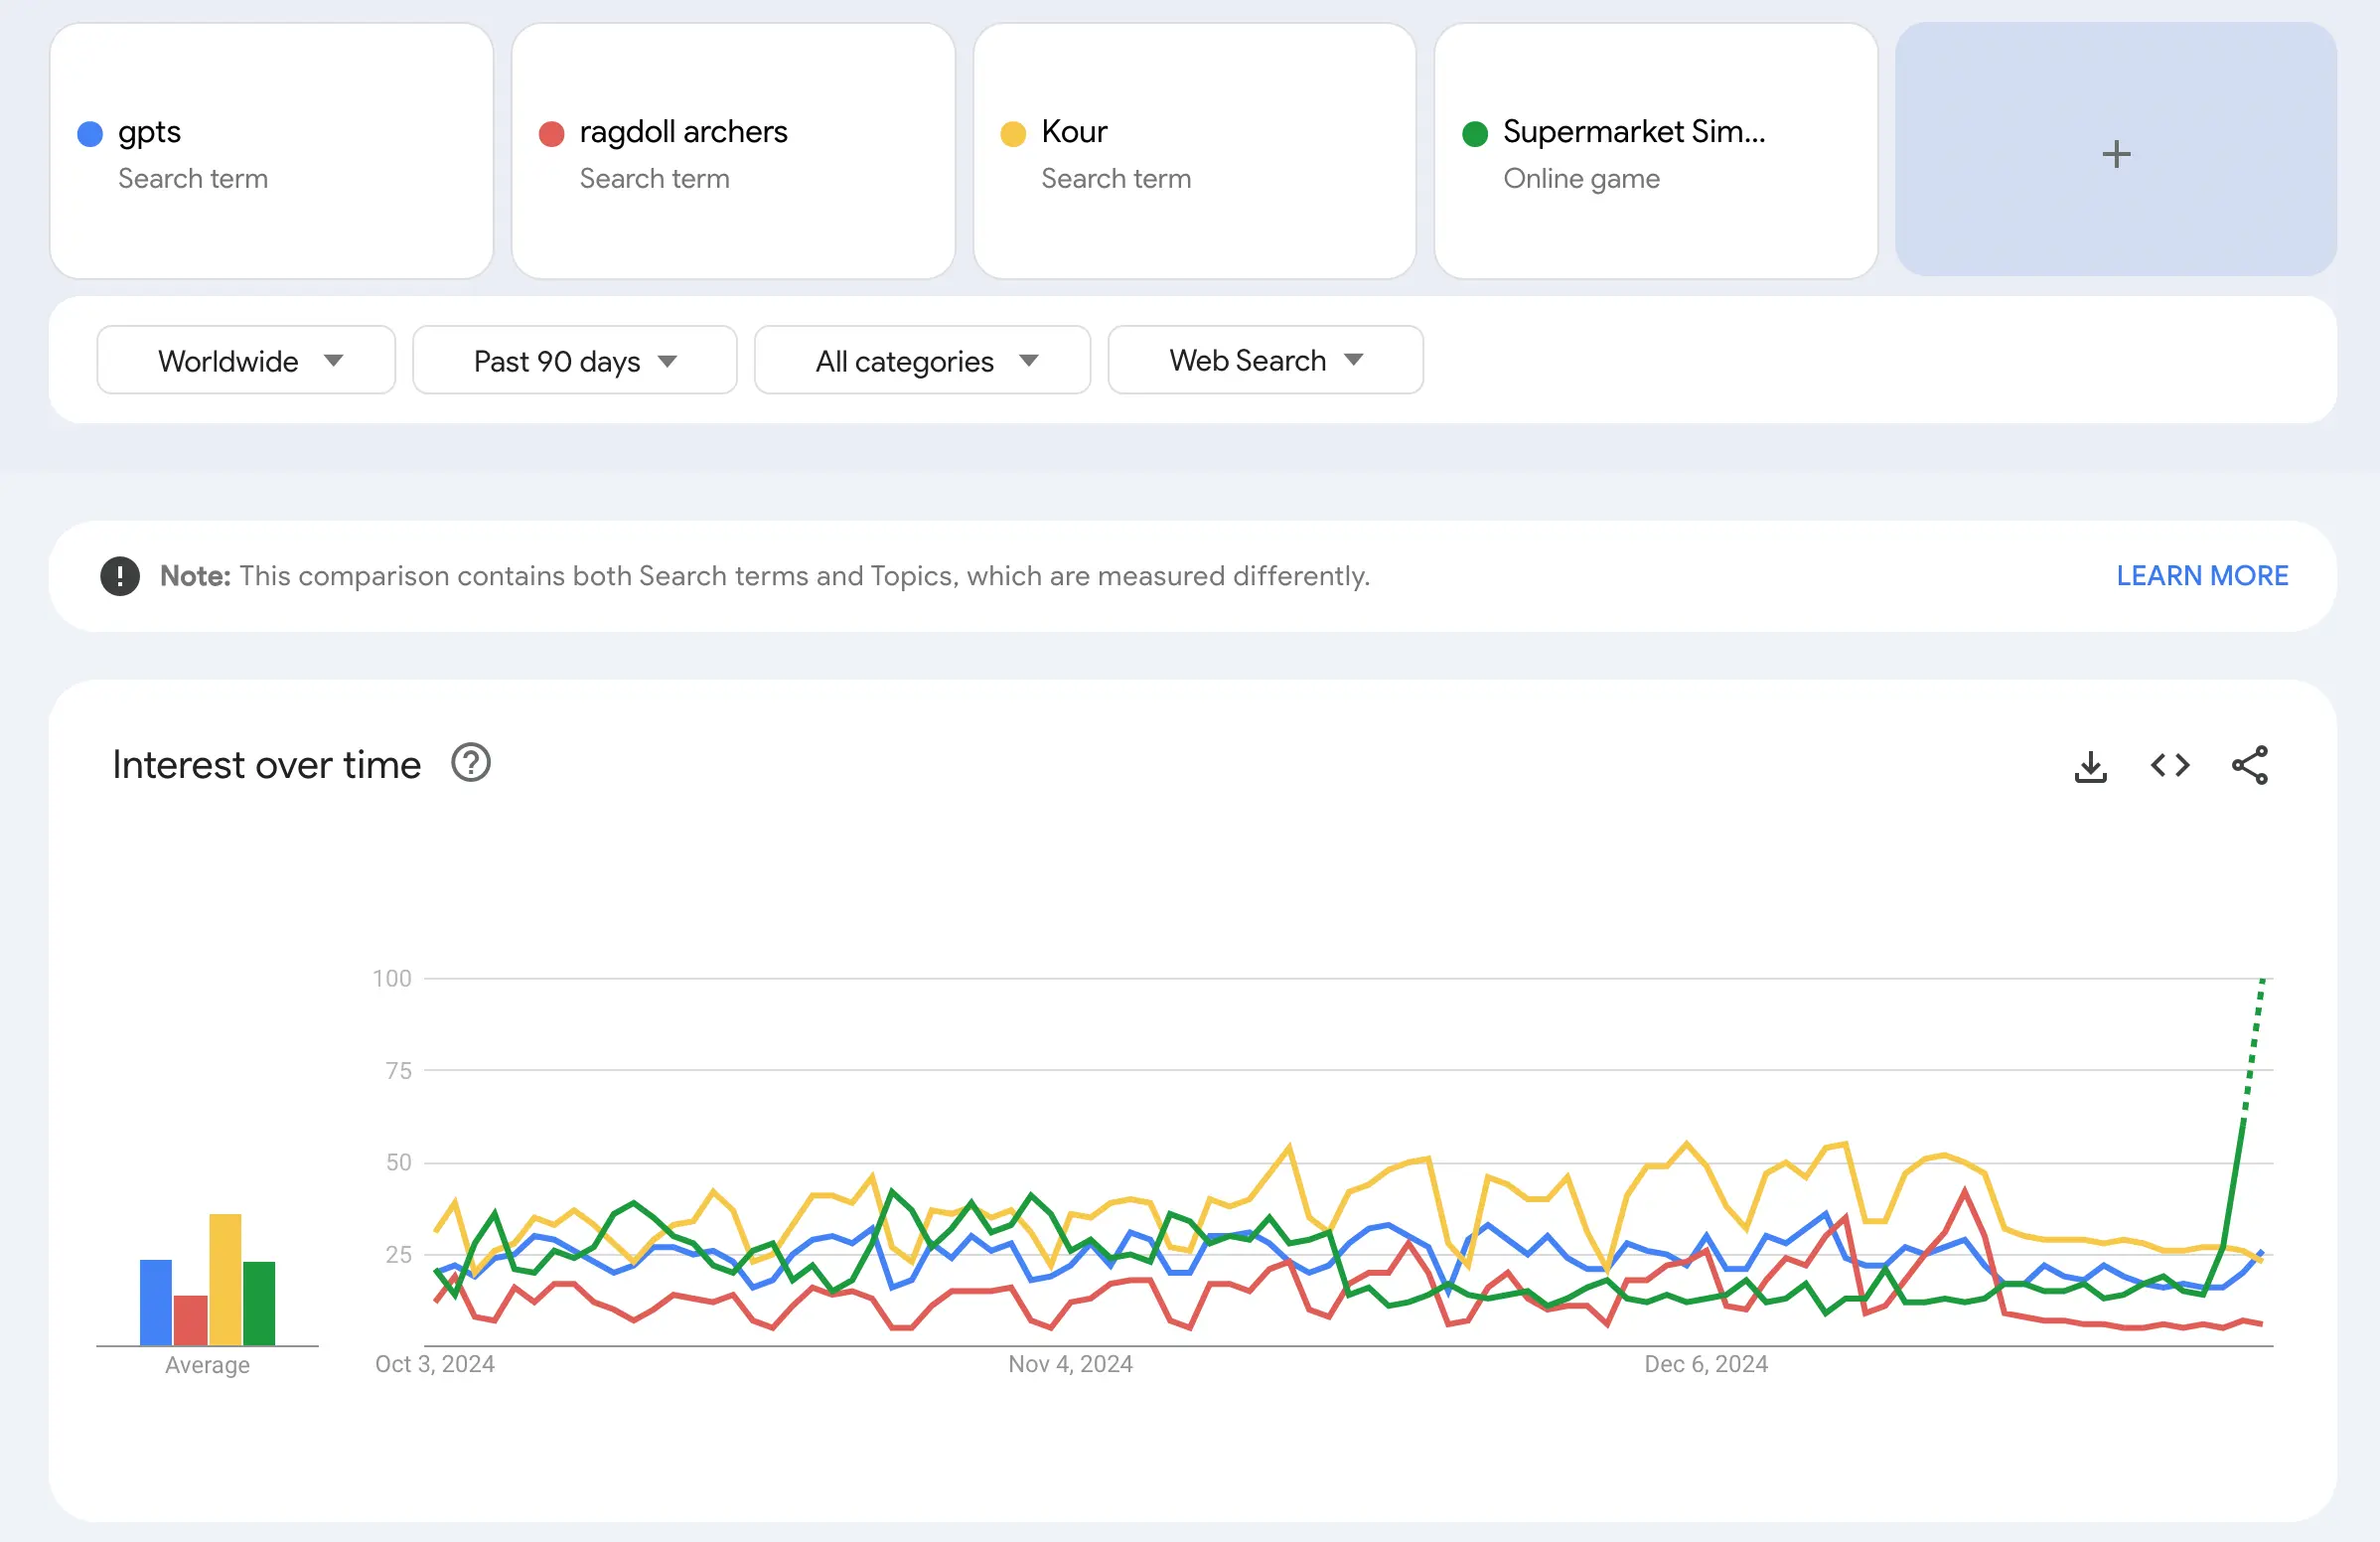 gpts
Search term
ragdoll archers
Search term
Kour
Search term
Supermarket Sim...
Online game
+
Worldwide
Past 90 days
All categories
Web Search
! Note: This comparison contains both Search terms and Topics, which are measured differently.
LEARN MORE
Interest over time ?
100
75
50
25
Average
Oct 3, 2024
Nov 4, 2024
Dec 6, 2024